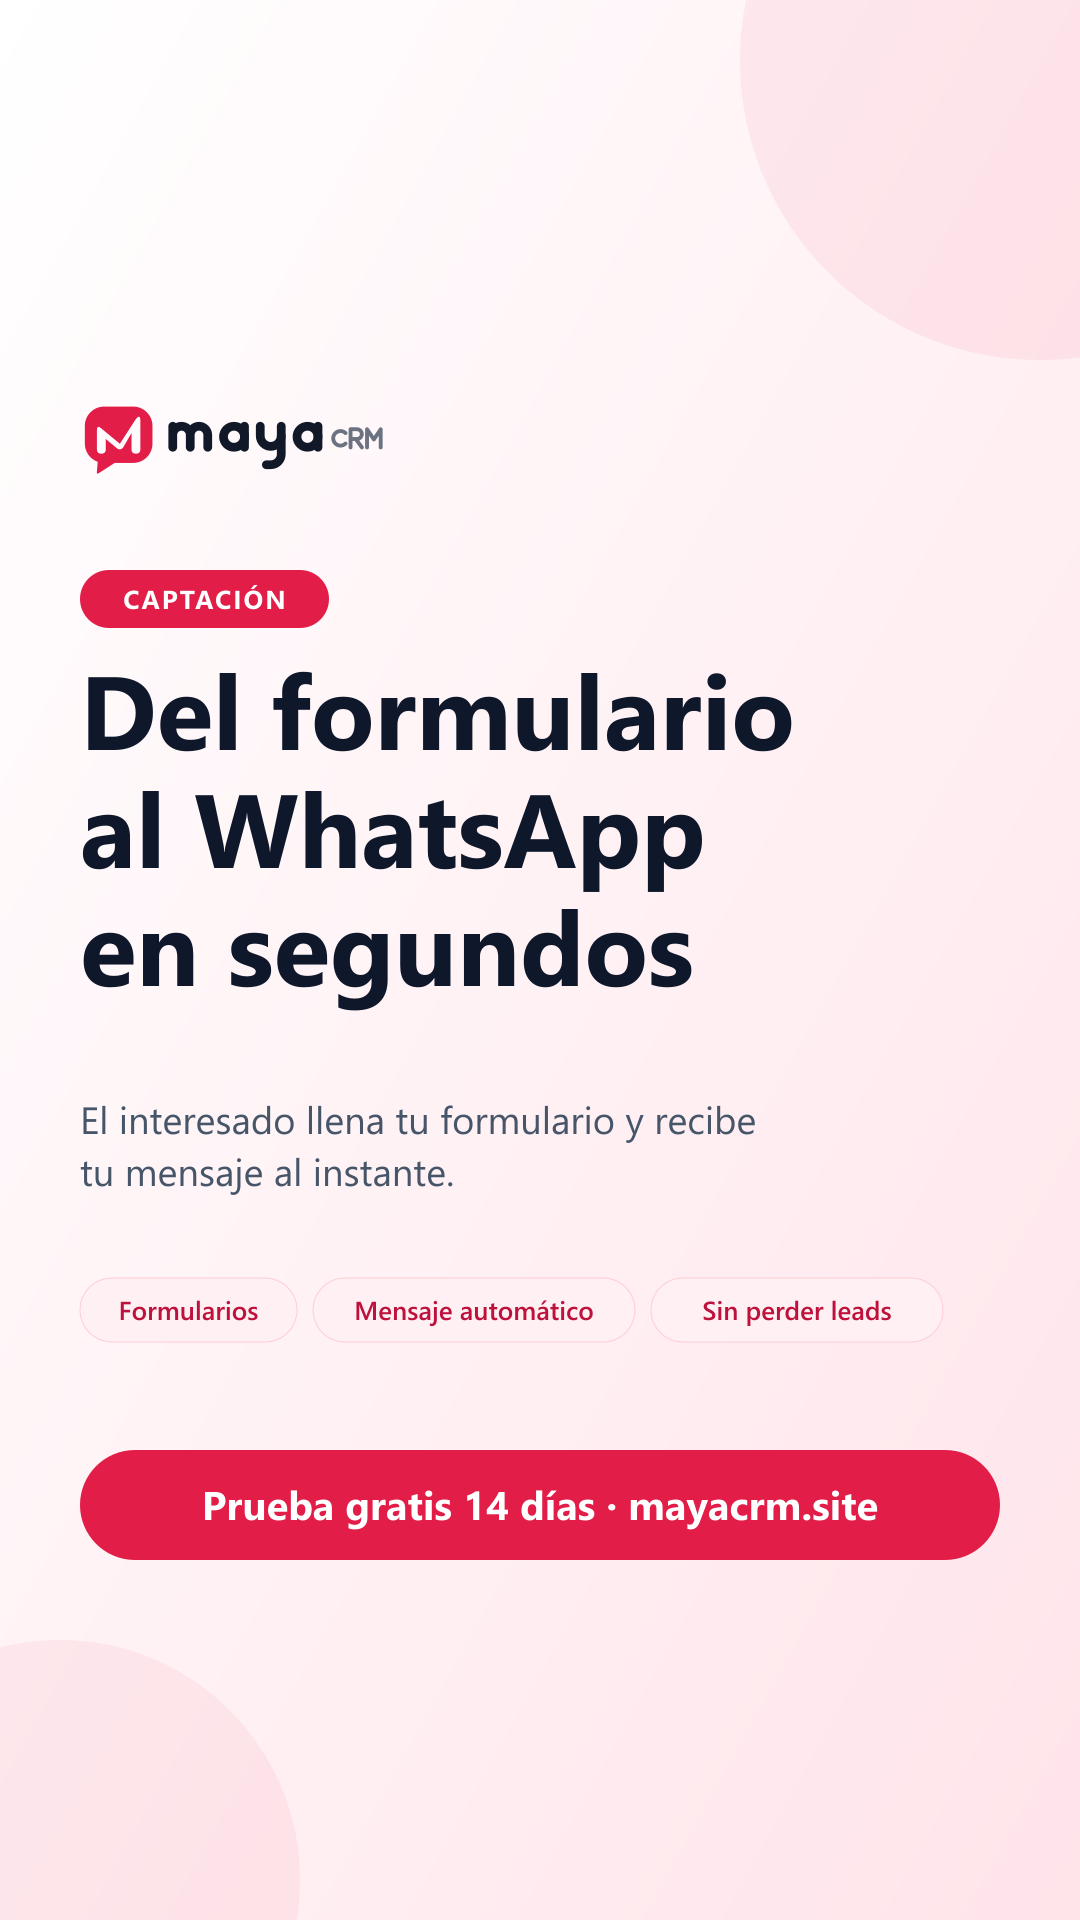 maya CRM
CAPTACIÓN
Del formulario
al WhatsApp
en segundos
El interesado llena tu formulario y recibe
tu mensaje al instante.
Formularios
Mensaje automático
Sin perder leads
Prueba gratis 14 días · mayacrm.site